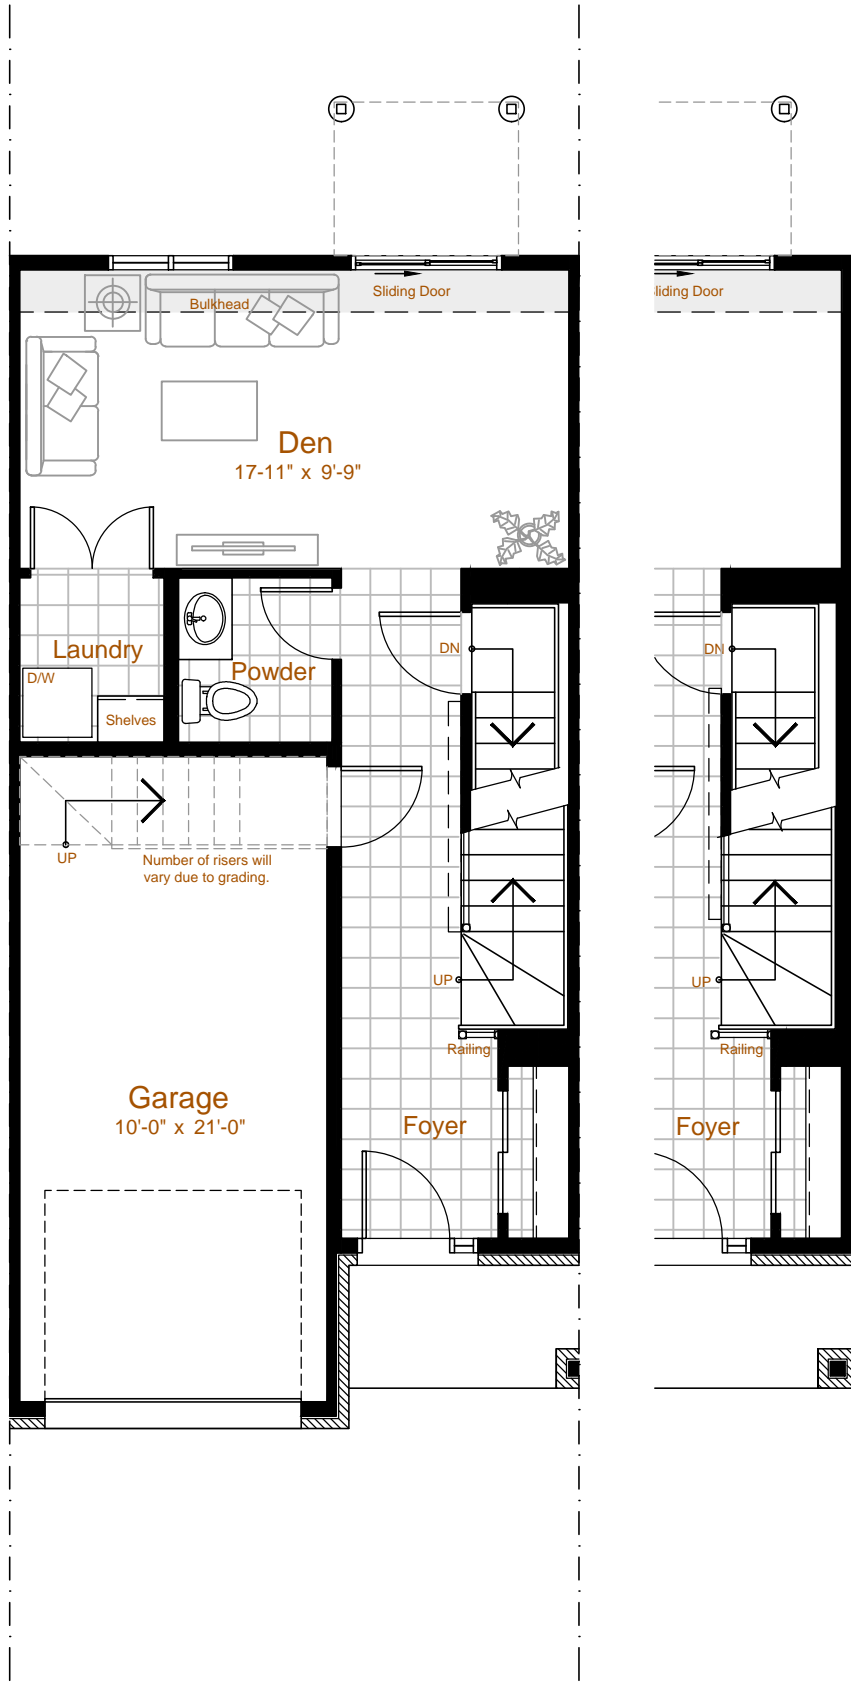 Bulkhead
Sliding Door
Den
17-11" x 9'-9"
Laundry
D/W
Shelves
Powder
DN
UP
Number of risers will
vary due to grading.
UP
Railing
Garage
10'-0" x 21'-0"
Foyer
liding Door
DN
UP
Railing
Foyer